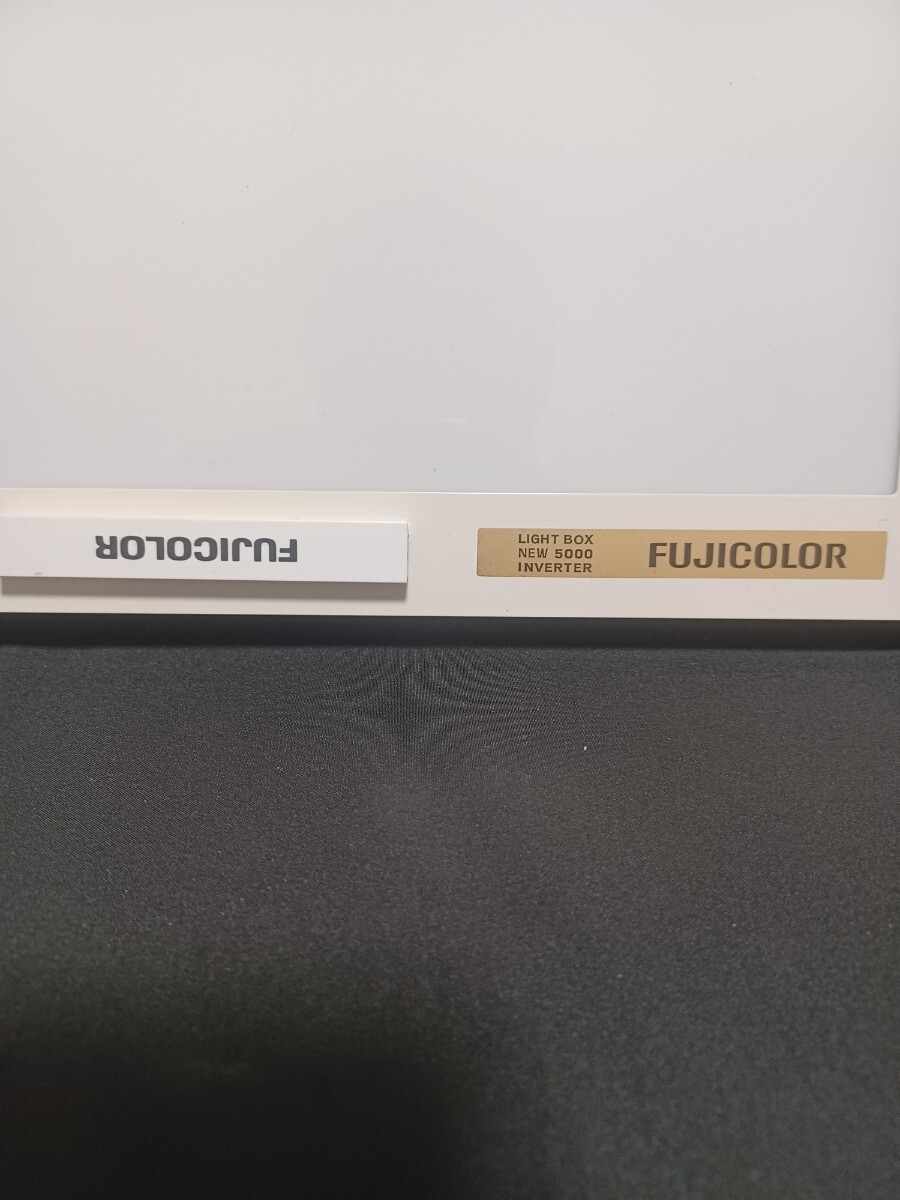 FUJICOLOR
LIGHT BOX
NEW 5000
INVERTER
FUJICOLOR